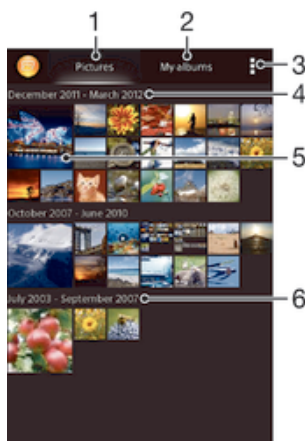 1
2
Pictures
My albums
3
December 2011 - March 2012
4
5
October 2007 - June 2010
July 2003 - September 2007
6